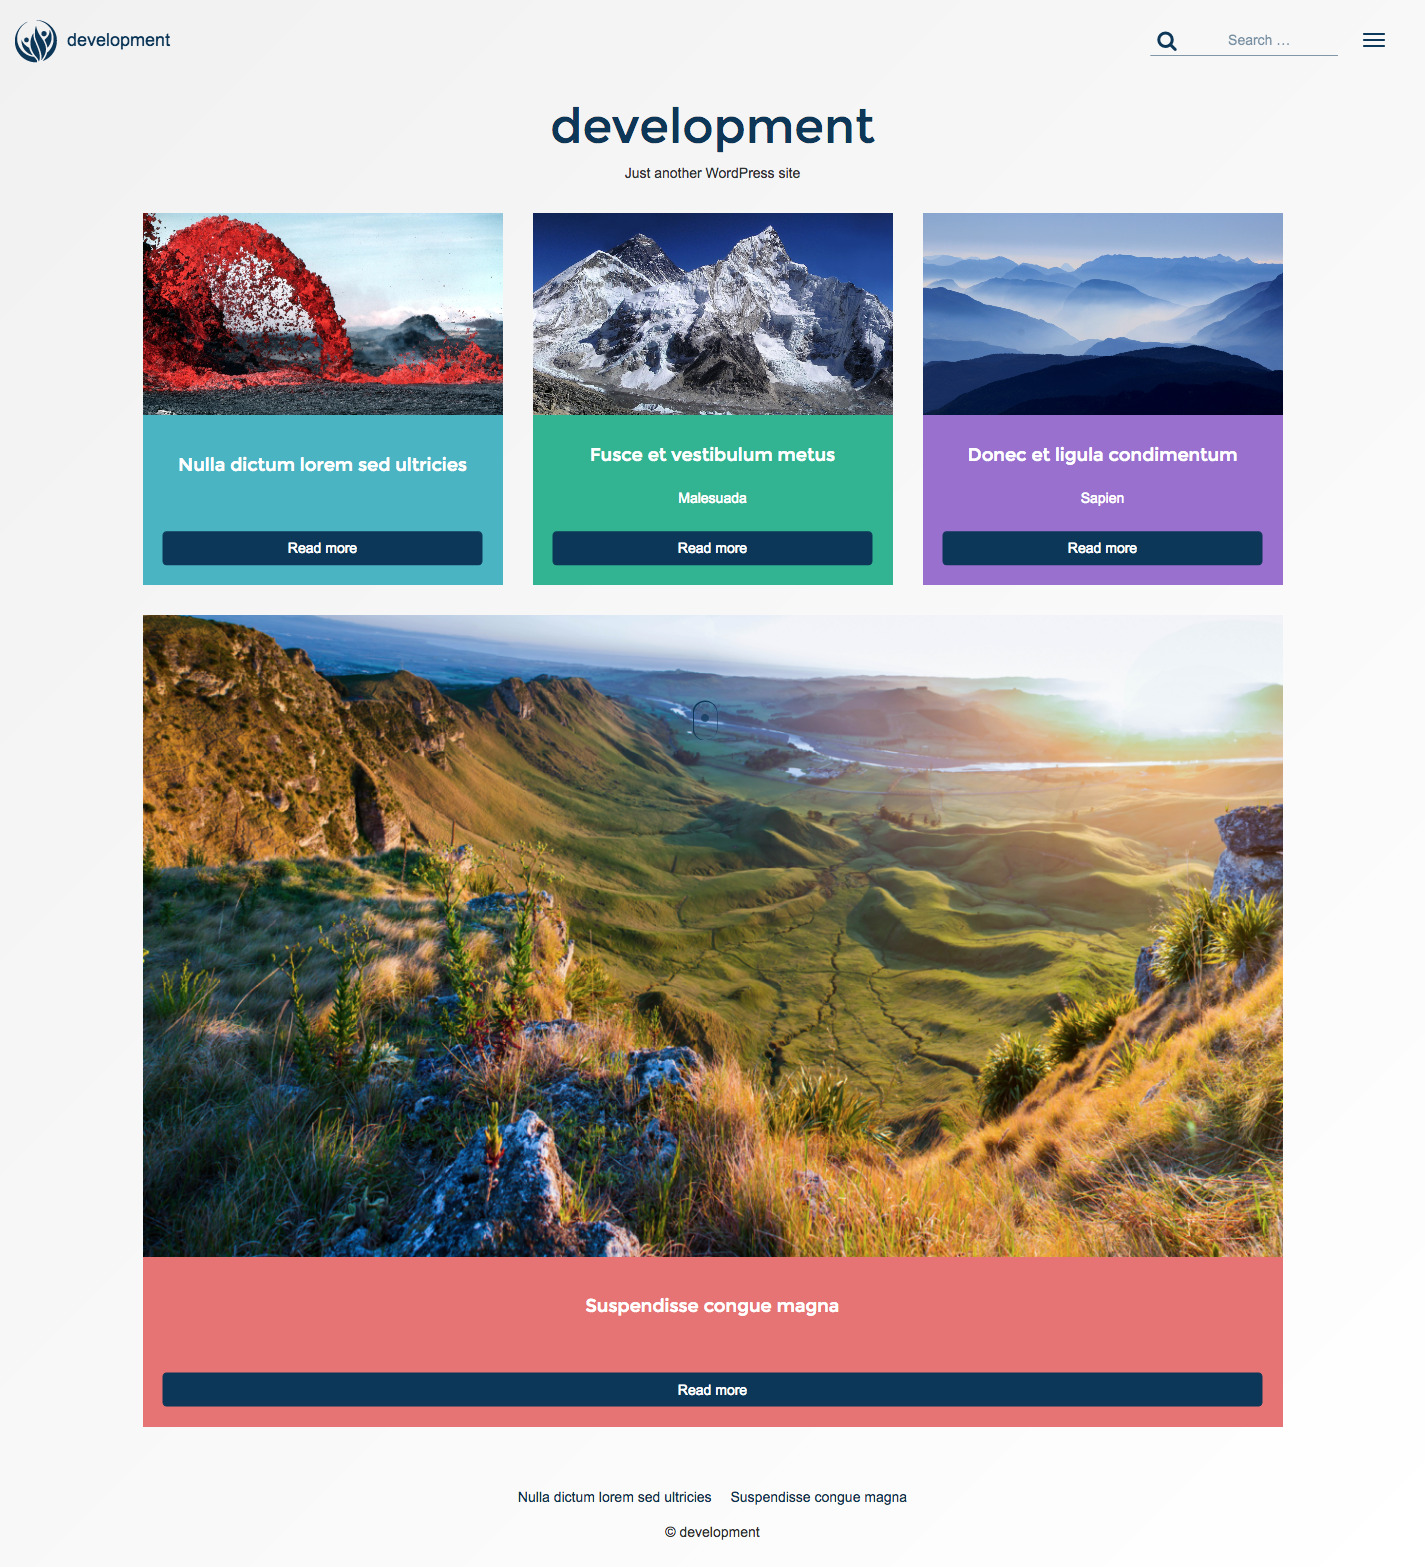 development
Search ...
development
Just another WordPress site
Nulla dictum lorem sed ultricies
Read more
Fusce et vestibulum metus
Malesuada
Read more
Donec et ligula condimentum
Sapien
Read more
Suspendisse congue magna
Read more
Nulla dictum lorem sed ultricies Suspendisse congue magna
© development